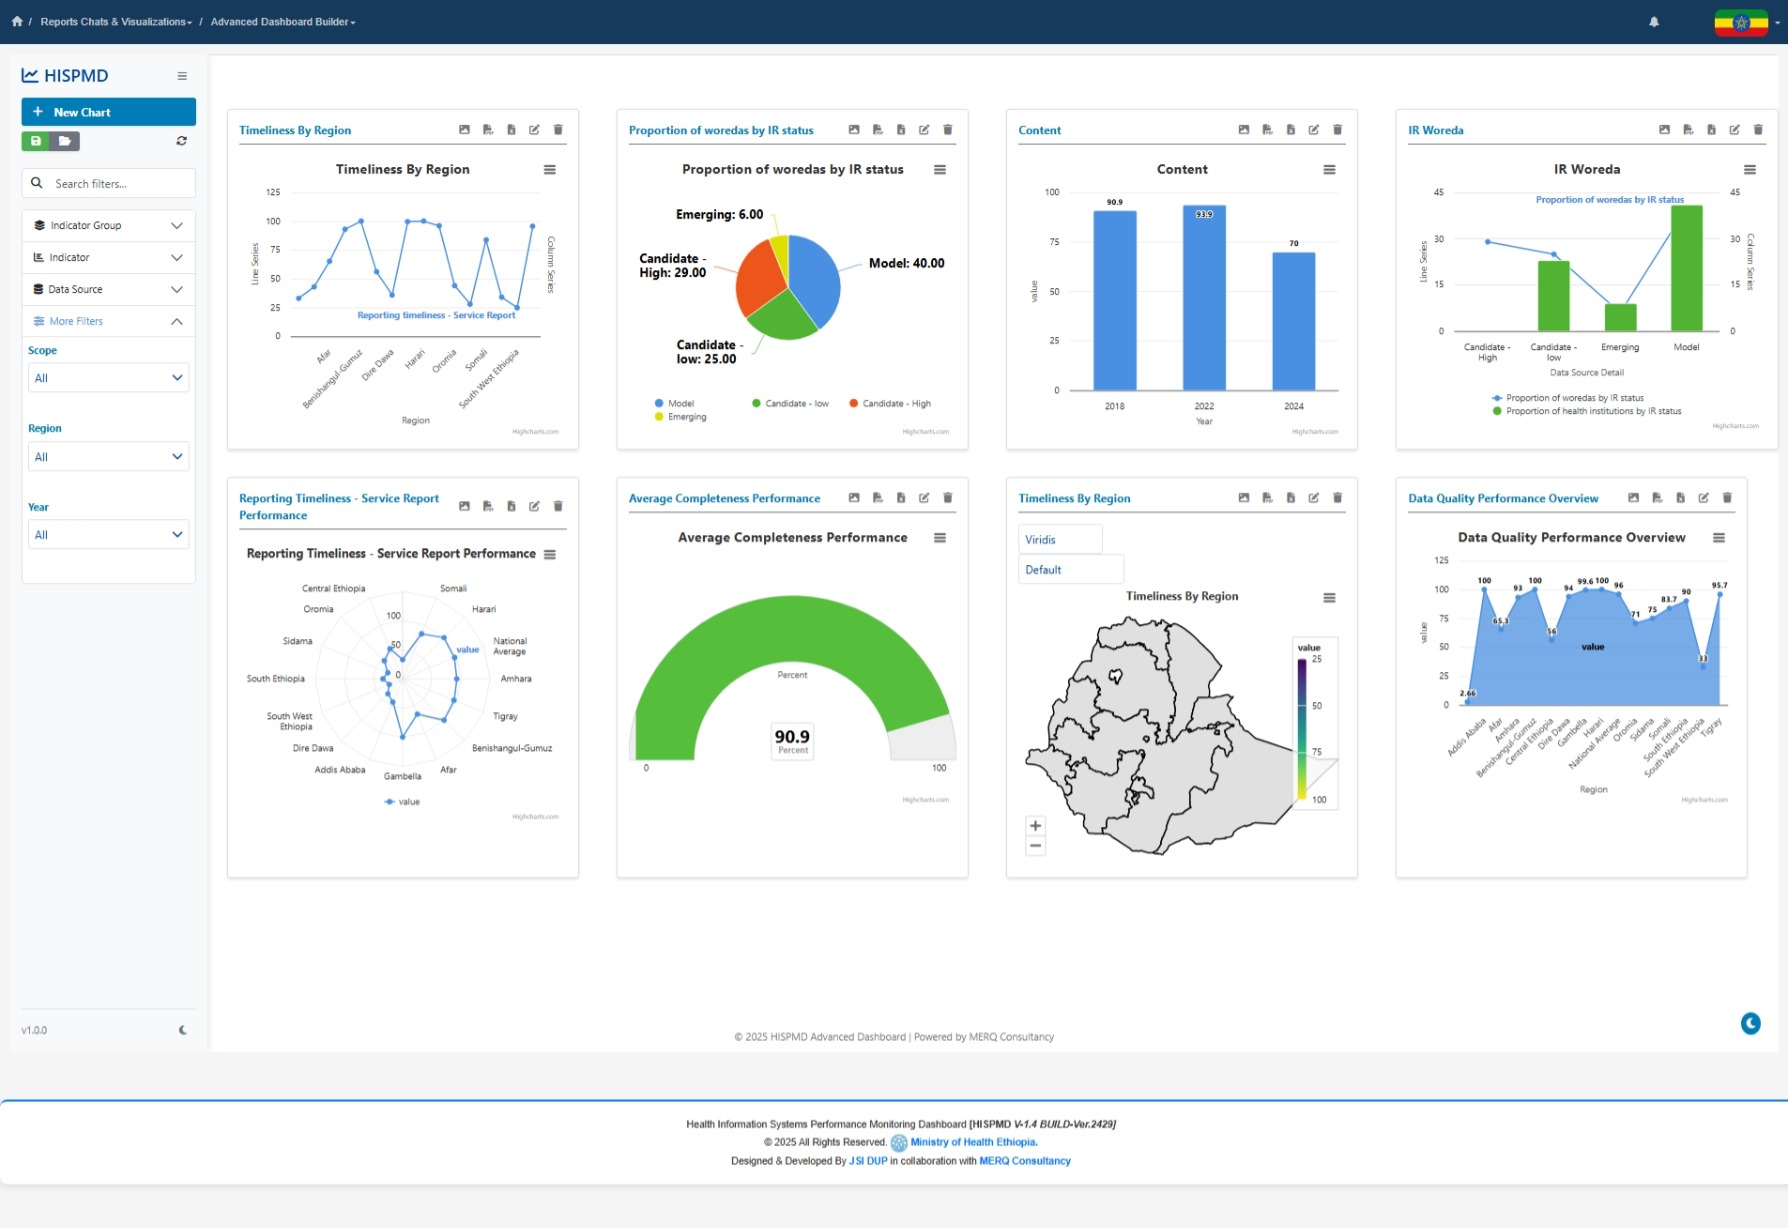 / Reports Chats & Visualizations / Advanced Dashboard Builder
HISPMD
+ New Chart
Search filters...
Indicator Group
Indicator
Data Source
More Filters
Scope
All
Region
All
Year
All
v1.0.0
Timeliness By Region
Timeliness By Region
125
100
75
50
25
0
Line Series
Column Series
Reporting timeliness - Service Report
Afar
Benishangul-Gumuz
Dire Dawa
Harari
Oromia
Somali
South West Ethiopia
Region
Highcharts.com
Proportion of woredas by IR status
Proportion of woredas by IR status
Emerging: 6.00
Candidate -
High: 29.00
Model: 40.00
Candidate -
low: 25.00
Model
Candidate - low
Candidate - High
Emerging
Highcharts.com
Content
Content
100
75
50
25
0
value
90.9
93.9
70
2018
2022
2024
Year
Highcharts.com
IR Woreda
IR Woreda
45
30
15
0
Line Series
Proportion of woredas by IR status
45
30
15
0
Column Series
Candidate -
High
Candidate -
low
Emerging
Model
Data Source Detail
Proportion of woredas by IR status
Proportion of health institutions by IR status
Highcharts.com
Reporting Timeliness - Service Report
Performance
Reporting Timeliness - Service Report Performance
Central Ethiopia
Somali
Oromia
Harari
Sidama
National
Average
South Ethiopia
Amhara
South West
Ethiopia
Tigray
Dire Dawa
Benishangul-Gumuz
Addis Ababa
Afar
Gambella
100
50
0
value
value
Highcharts.com
Average Completeness Performance
Average Completeness Performance
Percent
90.9
Percent
0
100
Highcharts.com
Timeliness By Region
Viridis
Default
Timeliness By Region
value
25
50
75
100
+
−
Data Quality Performance Overview
Data Quality Performance Overview
125
100
75
50
25
0
value
2.66
100
65.3
93
100
56
94
99.6
100
96
71
75
83.7
90
33
95.7
value
Addis Ababa
Afar
Amhara
Benishangul-Gumuz
Central Ethiopia
Dire Dawa
Gambella
Harari
National Average
Oromia
Sidama
Somali
South Ethiopia
South West Ethiopia
Tigray
Region
Highcharts.com
© 2025 HISPMD Advanced Dashboard | Powered by MERQ Consultancy
Health Information Systems Performance Monitoring Dashboard [HISPMD V-1.4 BUILD-Ver.2429]
© 2025 All Rights Reserved. Ministry of Health Ethiopia.
Designed & Developed By JSI DUP in collaboration with MERQ Consultancy